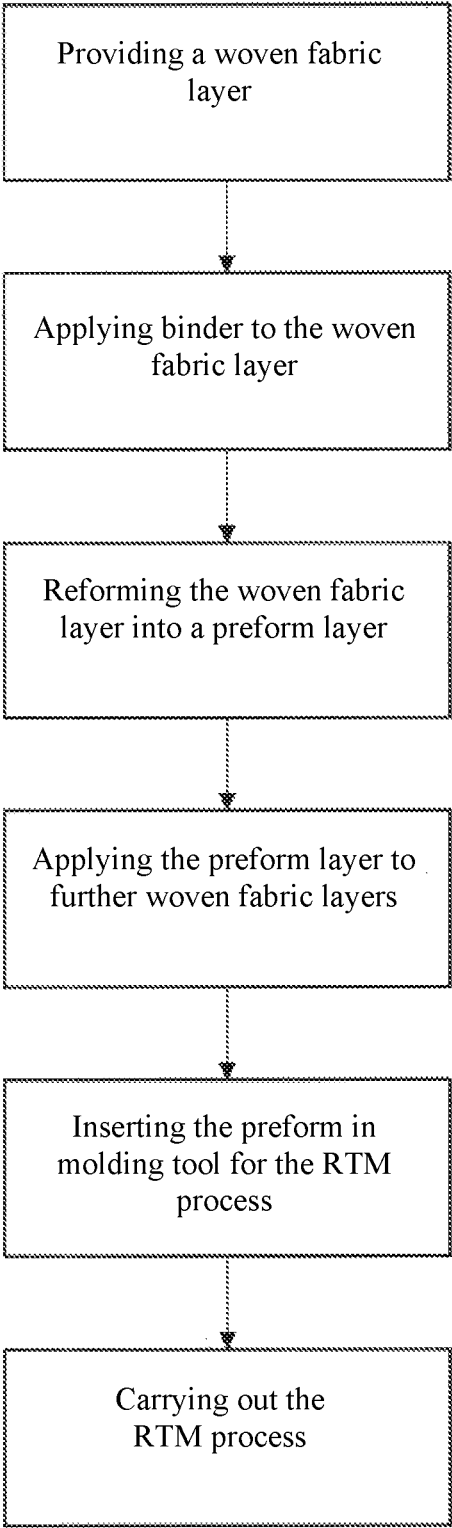 Providing a woven fabric
layer
Applying binder to the woven
fabric layer
Reforming the woven fabric
layer into a preform layer
Applying the preform layer to
further woven fabric layers
Inserting the preform in
molding tool for the RTM
process
Carrying out the
RTM process